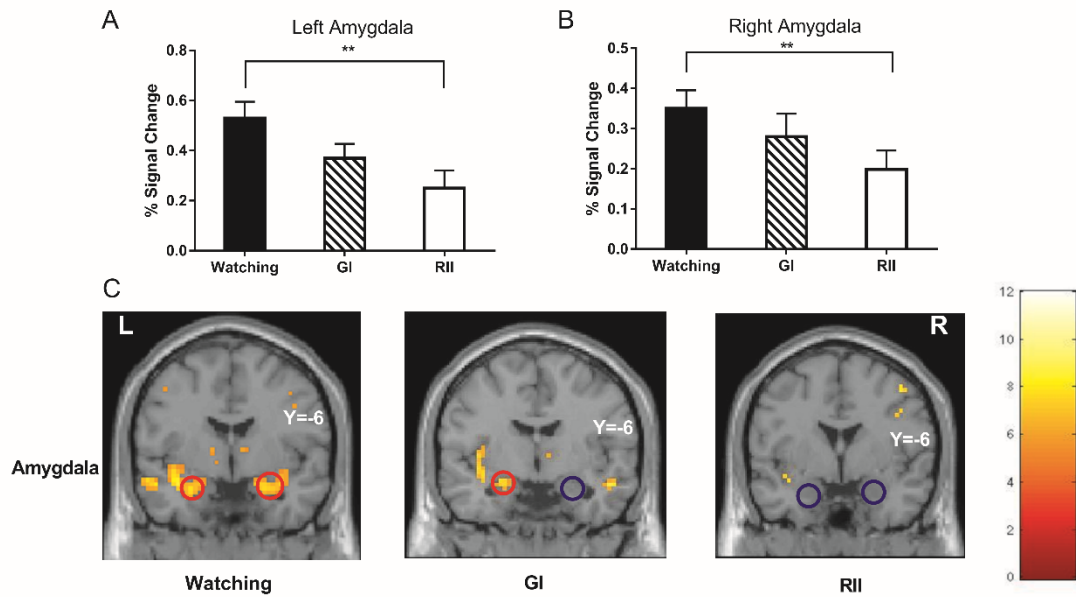 A
Left Amygdala
**
0.8
0.6
0.4
0.2
0.0
% Signal Change
Watching
GI
RII
B
Right Amygdala
**
0.5
0.4
0.3
0.2
0.1
0.0
% Signal Change
Watching
GI
RII
C
L
Y=-6
Y=-6
R
Y=-6
Amygdala
Watching
GI
RII
12
10
8
6
4
2
0